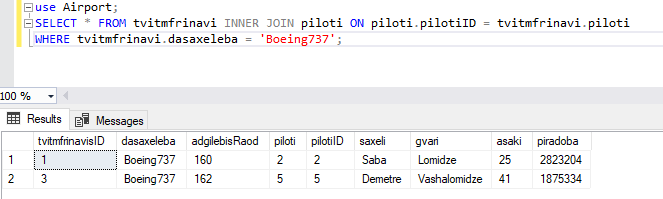 use Airport;
SELECT * FROM tvitmfrinavi INNER JOIN piloti ON piloti.pilotiID = tvitmfrinavi.piloti
WHERE tvitmfrinavi.dasaxeleba = 'Boeing737';
100 %
Results Messages
tvitmfrinavisID dasaxeleba adgilebisRaod piloti pilotiID saxeli gvari asaki piradoba
1 1 Boeing737 160 2 2 Saba Lomidze 25 2823204
2 3 Boeing737 162 5 5 Demetre Vashalomidze 41 1875334